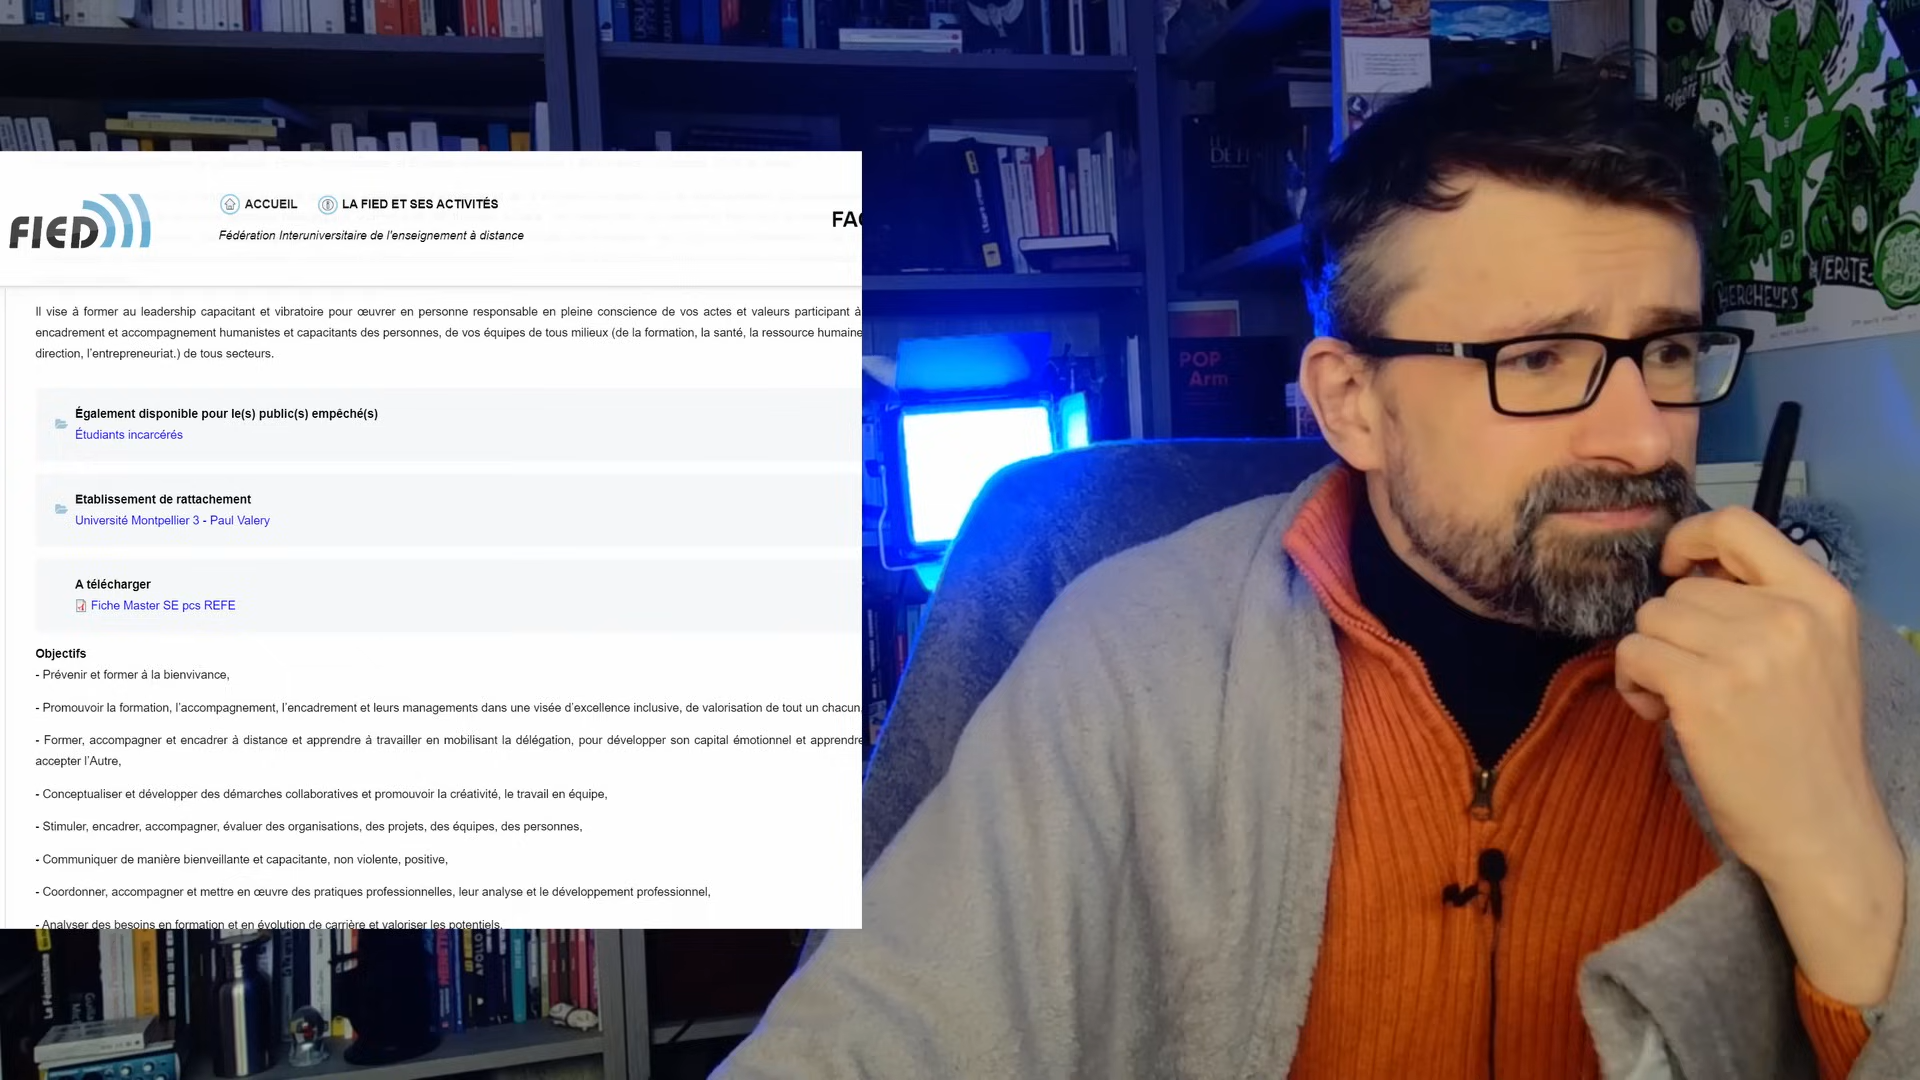 FIED
ACCUEIL
LA FIED ET SES ACTIVITÉS
Fédération Interuniversitaire de l'enseignement à distance
FAC
Il vise à former au leadership capacitant et vibratoire pour œuvrer en personne responsable en pleine conscience de vos actes et valeurs participant à
encadrement et accompagnement humanistes et capacitants des personnes, de vos équipes de tous milieux (de la formation, la santé, la ressource humaine
direction, l'entrepreneuriat.) de tous secteurs.
Également disponible pour le(s) public(s) empêché(s)
Étudiants incarcérés
Etablissement de rattachement
Université Montpellier 3 - Paul Valery
A télécharger
Fiche Master SE pcs REFE
Objectifs
- Prévenir et former à la bienvivance,
- Promouvoir la formation, l'accompagnement, l'encadrement et leurs managements dans une visée d'excellence inclusive, de valorisation de tout un chacun,
- Former, accompagner et encadrer à distance et apprendre à travailler en mobilisant la délégation, pour développer son capital émotionnel et apprendre
accepter l'Autre,
- Conceptualiser et développer des démarches collaboratives et promouvoir la créativité, le travail en équipe,
- Stimuler, encadrer, accompagner, évaluer des organisations, des projets, des équipes, des personnes,
- Communiquer de manière bienveillante et capacitante, non violente, positive,
- Coordonner, accompagner et mettre en œuvre des pratiques professionnelles, leur analyse et le développement professionnel,
- Analyser des besoins en formation et en évolution de carrière et valoriser les potentiels.
POP
Arm
VÉRITÉ
CHERCHEURS